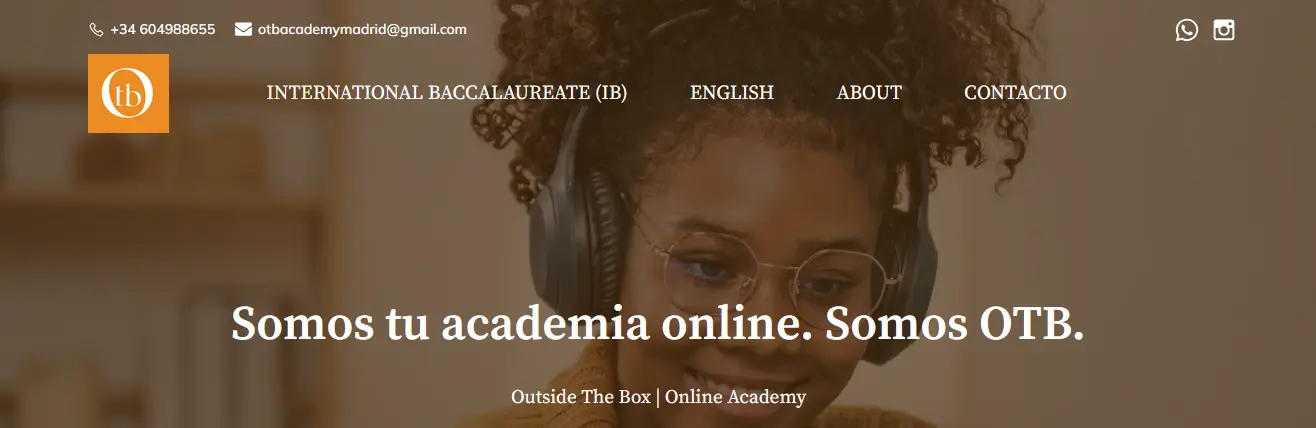 +34 604988655 otbacademymadrid@gmail.com
Otb
INTERNATIONAL BACCALAUREATE (IB) ENGLISH ABOUT CONTACTO
Somos tu academia online. Somos OTB.
Outside The Box | Online Academy